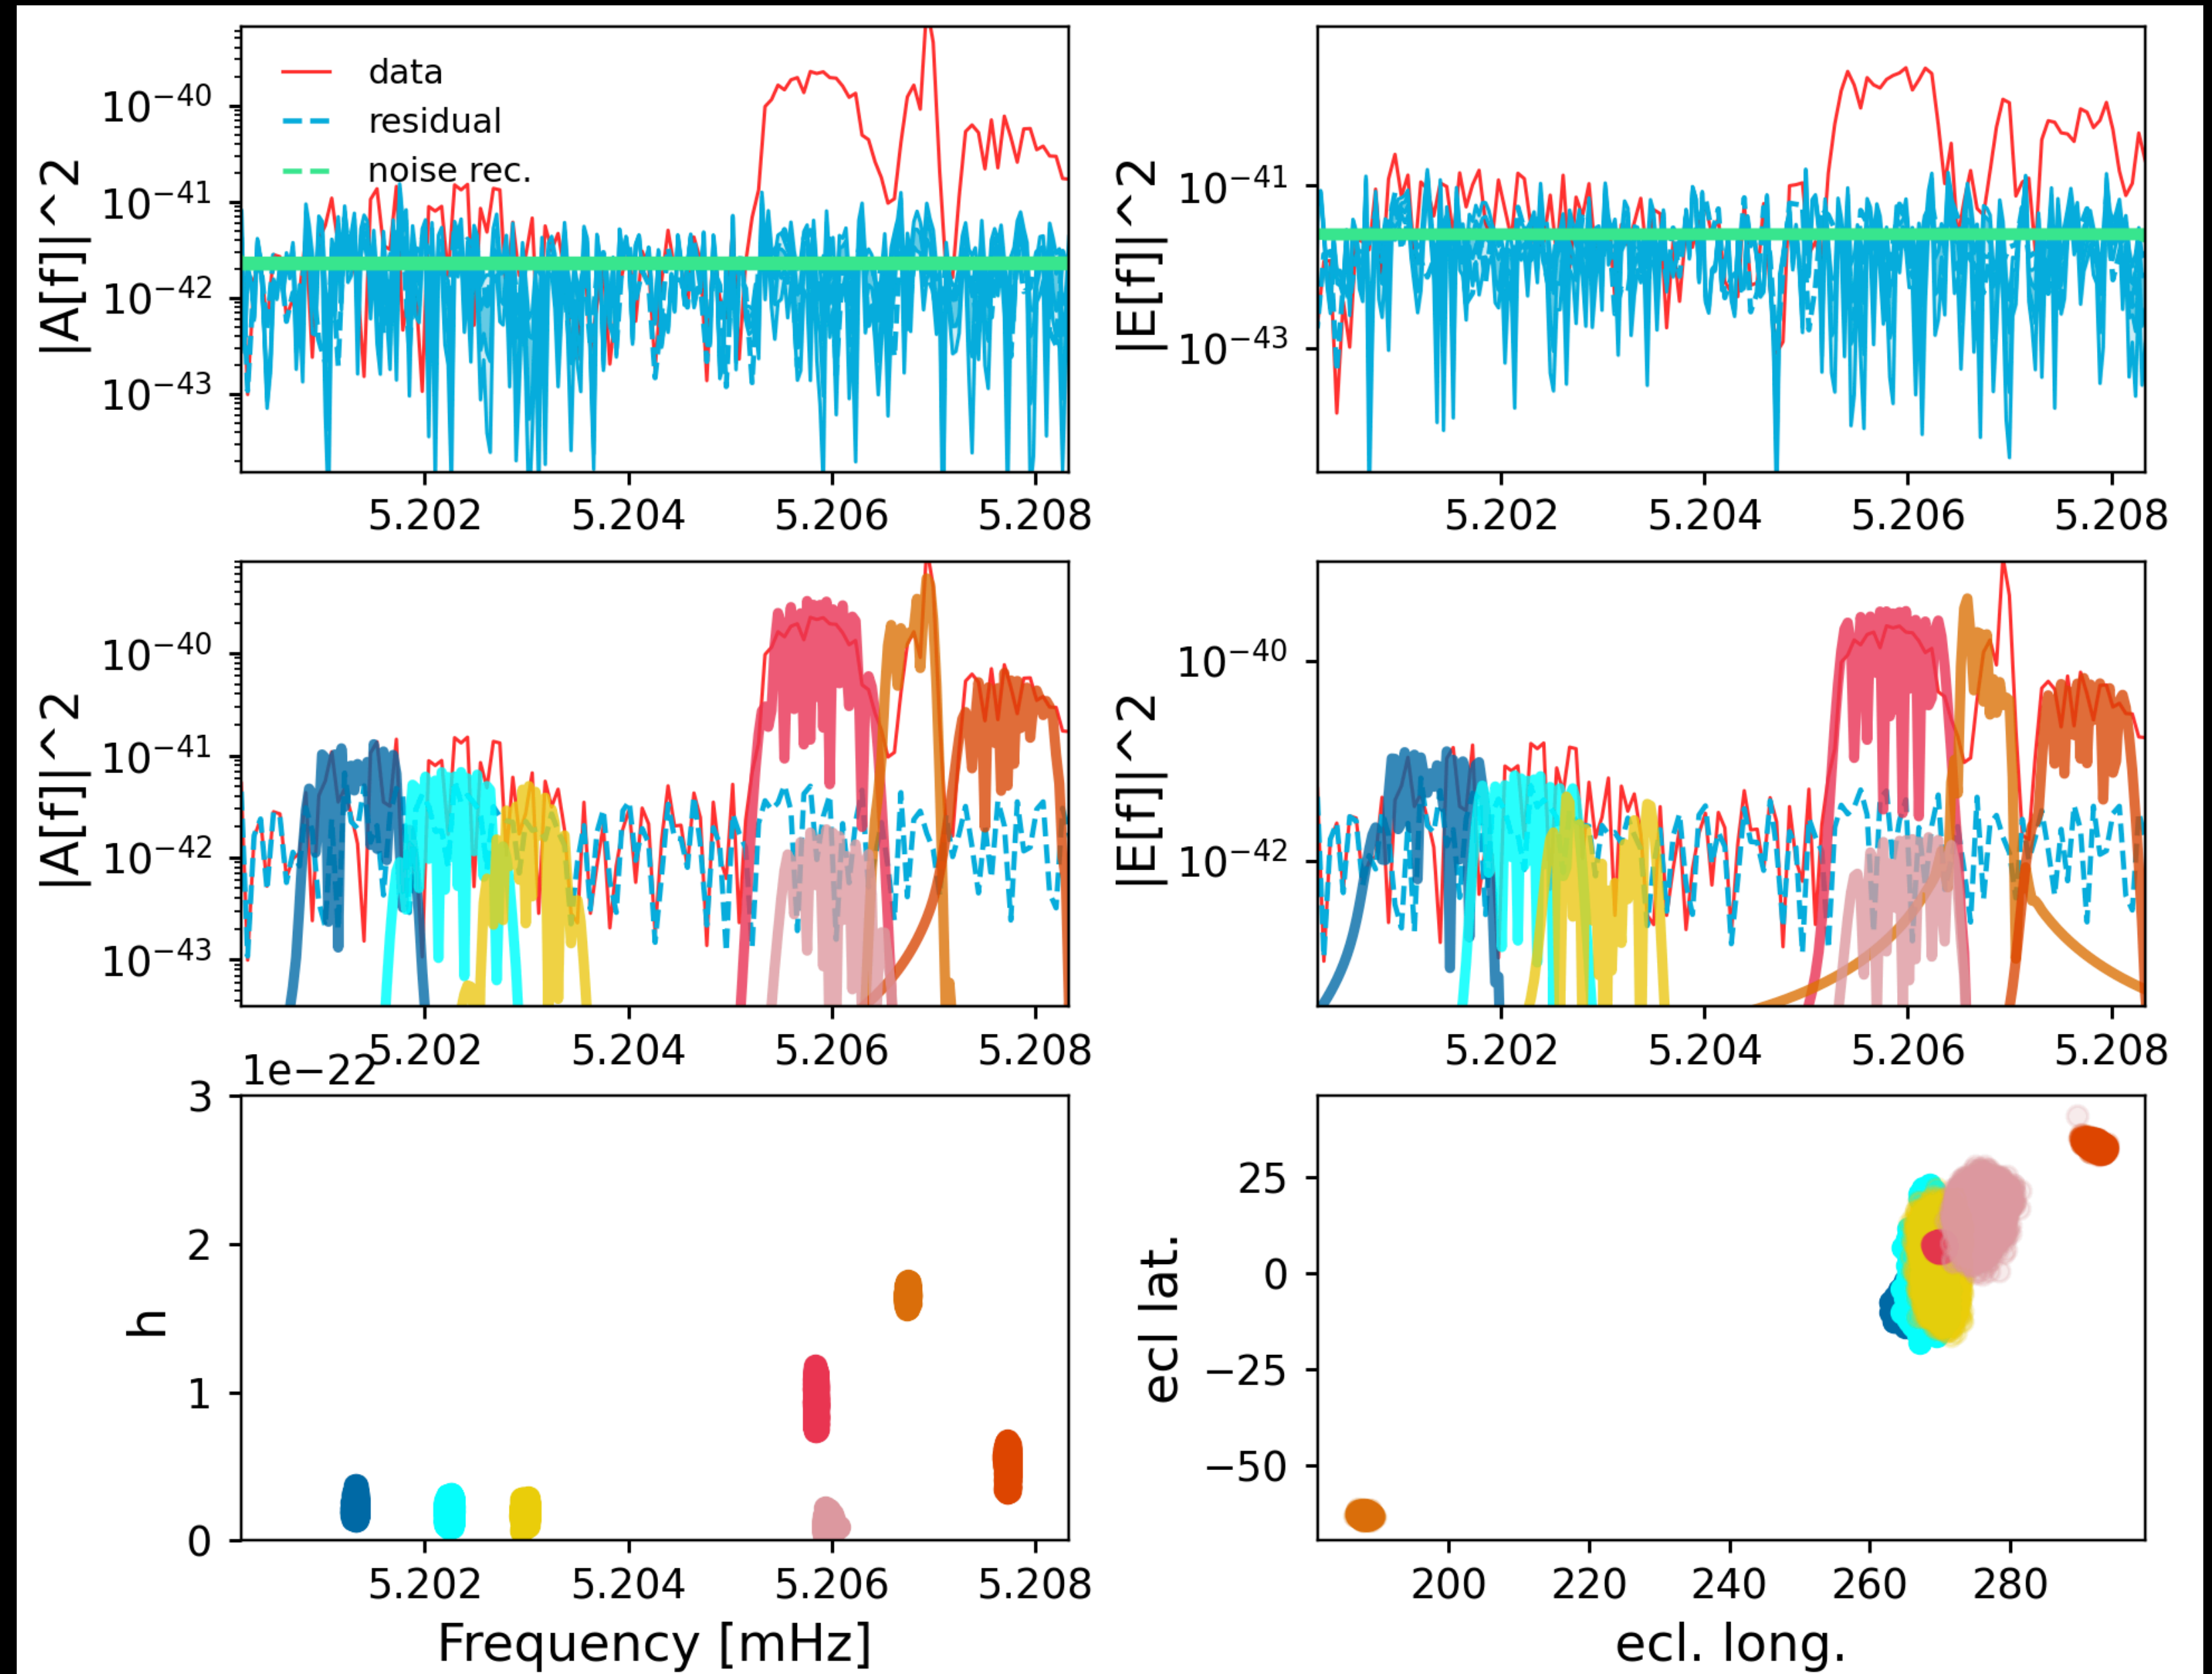 data
residual
noise rec.
|A[f]||^2
10−40
10−41
10−42
10−43
5.202 5.204 5.206 5.208
|E[f]||^2
10−41
10−43
5.202 5.204 5.206 5.208
|A[f]||^2
10−40
10−41
10−42
10−43
5.202 5.204 5.206 5.208
|E[f]||^2
10−40
10−42
5.202 5.204 5.206 5.208
1e−22
h
3
2
1
0
5.202 5.204 5.206 5.208
Frequency [mHz]
ecl lat.
25
0
−25
−50
200 220 240 260 280
ecl. long.